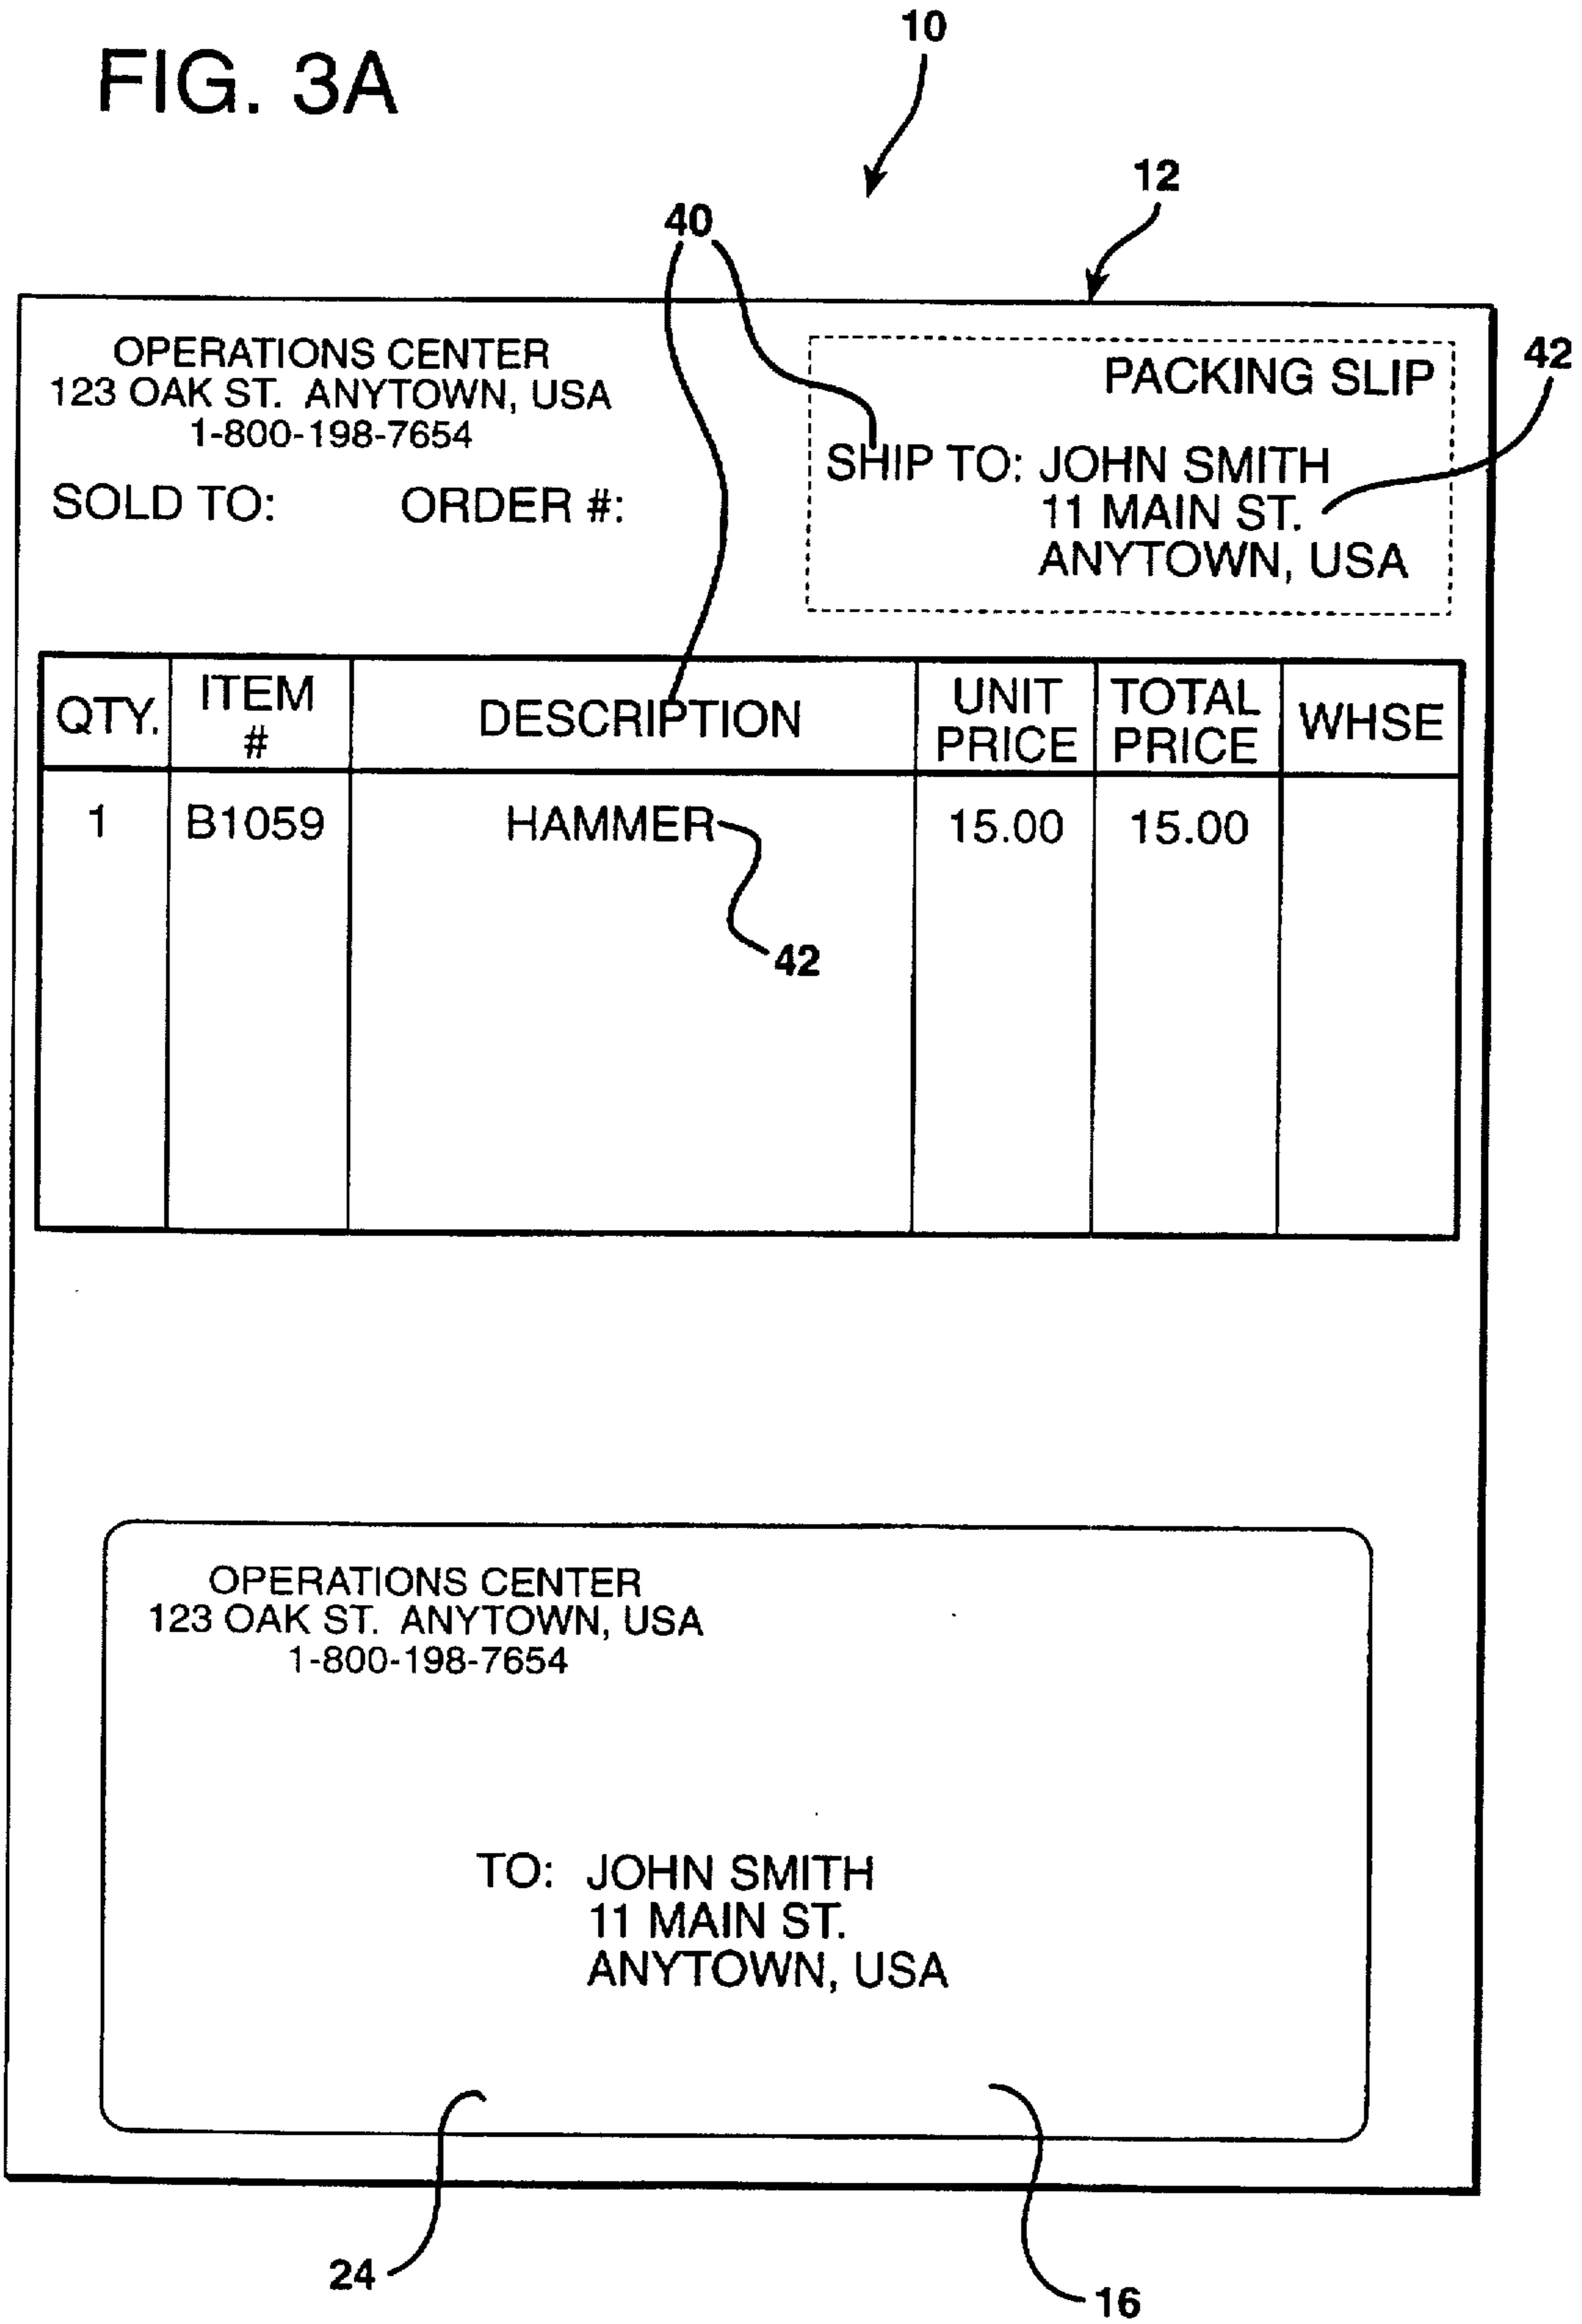 FIG. 3A
10
12
40
OPERATIONS CENTER
123 OAK ST. ANYTOWN, USA
1-800-198-7654
SOLD TO: ORDER #:
PACKING SLIP
42
SHIP TO: JOHN SMITH
11 MAIN ST.
ANYTOWN, USA
QTY. ITEM # DESCRIPTION UNIT PRICE TOTAL PRICE WHSE
1 B1059 HAMMER 15.00 15.00
42
OPERATIONS CENTER
123 OAK ST. ANYTOWN, USA
1-800-198-7654
TO: JOHN SMITH
11 MAIN ST.
ANYTOWN, USA
24
16